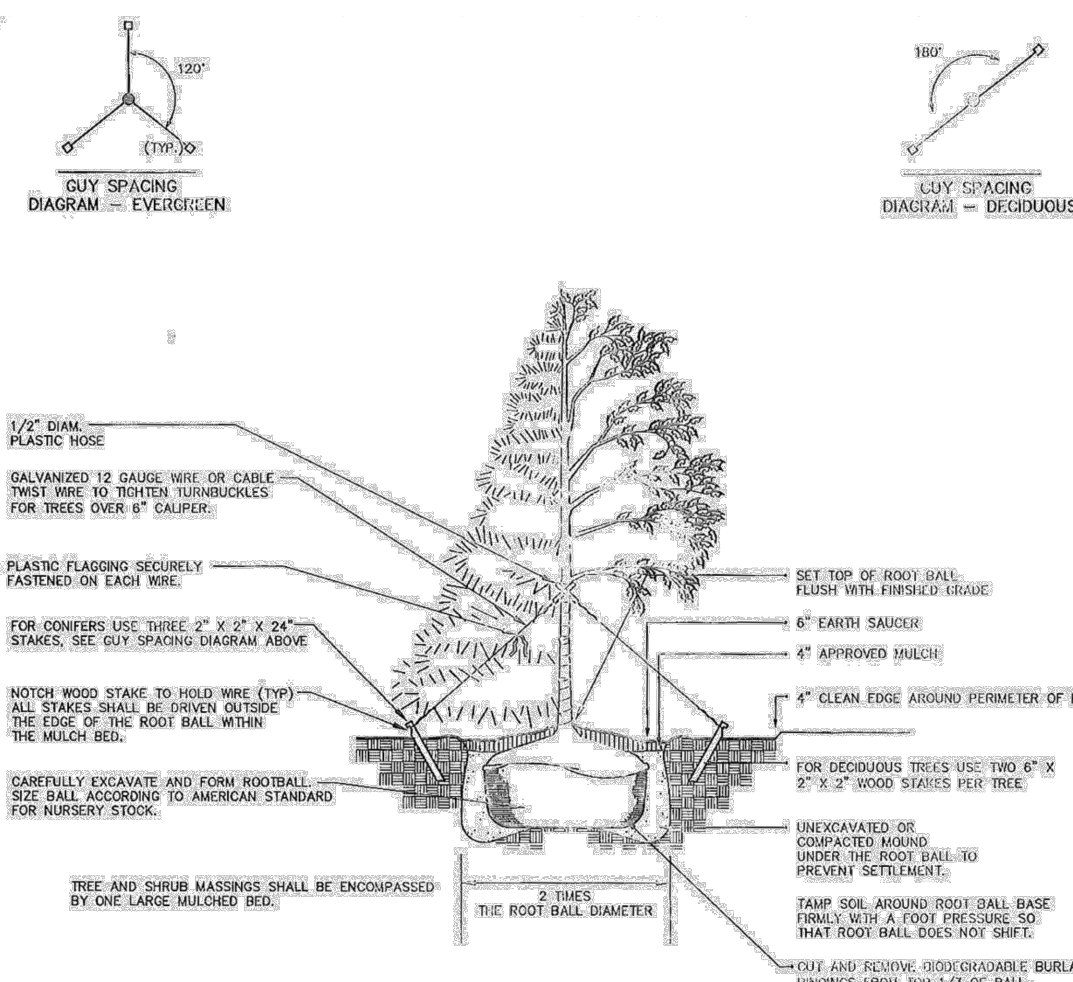 120°
(TYP.)
GUY SPACING
DIAGRAM – EVERGREEN
180°
GUY SPACING
DIAGRAM – DECIDUOUS
1/2" DIAM.
PLASTIC HOSE
GALVANIZED 12 GAUGE WIRE OR CABLE
TWIST WIRE TO TIGHTEN TURNBUCKLES
FOR TREES OVER 6" CALIPER.
PLASTIC FLAGGING SECURELY
FASTENED ON EACH WIRE.
FOR CONIFERS USE THREE 2" X 2" X 24"
STAKES, SEE GUY SPACING DIAGRAM ABOVE
NOTCH WOOD STAKE TO HOLD WIRE (TYP)
ALL STAKES SHALL BE DRIVEN OUTSIDE
THE EDGE OF THE ROOT BALL WITHIN
THE MULCH BED.
CAREFULLY EXCAVATE AND FORM ROOTBALL.
SIZE BALL ACCORDING TO AMERICAN STANDARD
FOR NURSERY STOCK.
TREE AND SHRUB MASSINGS SHALL BE ENCOMPASSED
BY ONE LARGE MULCHED BED.
2 TIMES
THE ROOT BALL DIAMETER
SET TOP OF ROOT BALL
FLUSH WITH FINISHED GRADE
6" EARTH SAUCER
4" APPROVED MULCH
4" CLEAN EDGE AROUND PERIMETER OF
FOR DECIDUOUS TREES USE TWO 6" X
2" X 2" WOOD STAKES PER TREE
UNEXCAVATED OR
COMPACTED MOUND
UNDER THE ROOT BALL TO
PREVENT SETTLEMENT.
TAMP SOIL AROUND ROOT BALL BASE
FIRMLY WITH A FOOT PRESSURE SO
THAT ROOT BALL DOES NOT SHIFT.
CUT AND REMOVE BIODEGRADABLE
FROM TOP 1/3 OF BALL